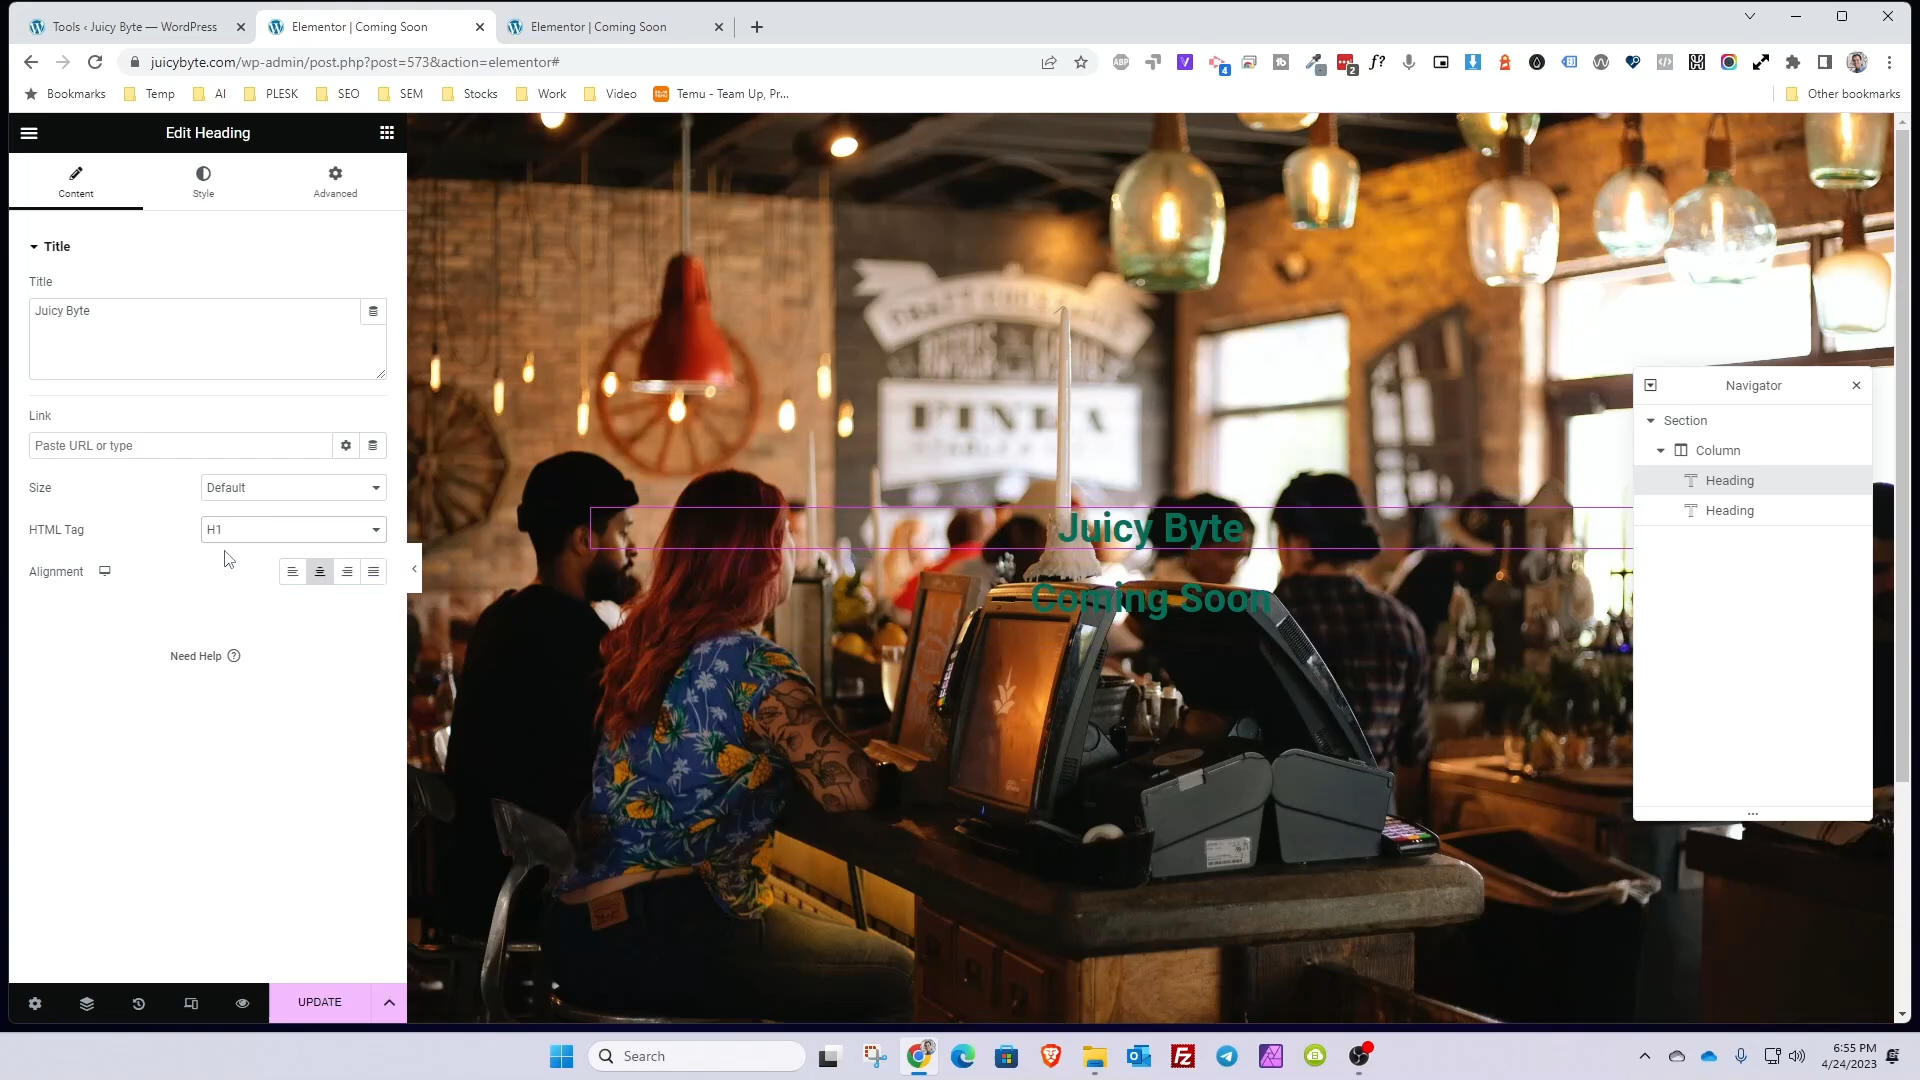 Tools ‹ Juicy Byte — WordPress
Elementor | Coming Soon
Elementor | Coming Soon
juicybyte.com/wp-admin/post.php?post=573&action=elementor#
ABP
4
2
f?
Bookmarks
Temp
AI
PLESK
SEO
SEM
Stocks
Work
Video
Temu - Team Up, Pr...
Other bookmarks
Edit Heading
Content
Style
Advanced
Title
Title
Juicy Byte
Link
Paste URL or type
Size
Default
HTML Tag
H1
Alignment
Need Help
UPDATE
Juicy Byte
Coming Soon
Navigator
Section
Column
Heading
Heading
Search
6:55 PM
4/24/2023